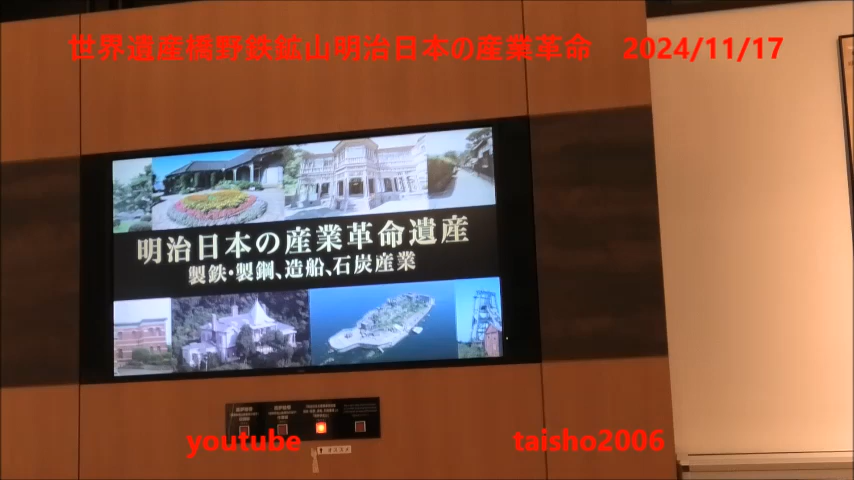 世界遺産橋野鉄鉱山明治日本の産業革命　2024/11/17
明治日本の産業革命遺産
製鉄・製鋼、造船、石炭産業
youtube
taisho2006